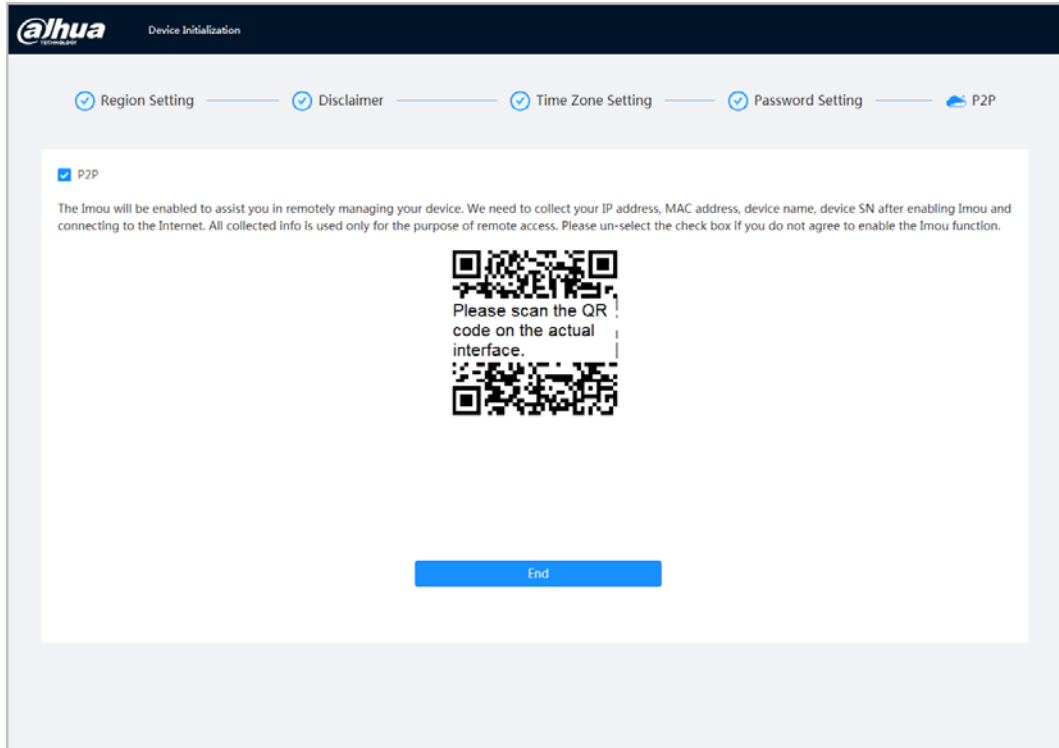 alhua
TECHNOLOGY
Device Initialization
Region Setting
Disclaimer
Time Zone Setting
Password Setting
P2P
P2P
The Imou will be enabled to assist you in remotely managing your device. We need to collect your IP address, MAC address, device name, device SN after enabling Imou and
connecting to the Internet. All collected info is used only for the purpose of remote access. Please un-select the check box if you do not agree to enable the Imou function.
Please scan the QR
code on the actual
interface.
End